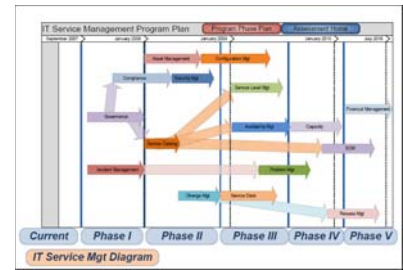 IT Service Management Program Plan
Program Phase Plan
Assessment Home
September 2007
January 2008
January 2009
January 2010
July 2010
Asset Management
Configuration Mgt
Compliance
Security Mgt
Service Level Mgt
Financial Management
Governance
Availability Mgt
Capacity
Service Catalog
Incident Management
Problem Mgt
Change Mgt
Service Desk
Release Mgt
Current
Phase I
Phase II
Phase III
Phase IV
Phase V
IT Service Mgt Diagram